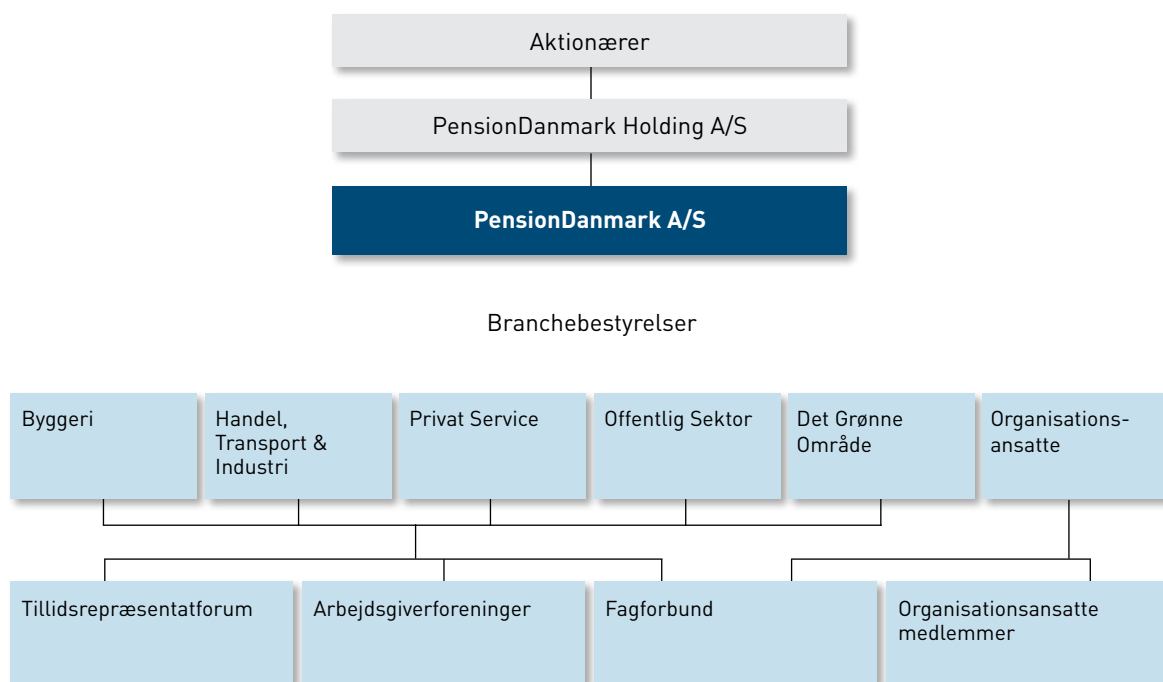 Aktionærer
PensionDanmark Holding A/S
PensionDanmark A/S
Branchebestyrelser
Byggeri
Handel,
Transport &
Industri
Privat Service
Offentlig Sektor
Det Grønne
Område
Organisations-
ansatte
Tillidsrepræsentatforum
Arbejdsgiverforeninger
Fagforbund
Organisationsansatte
medlemmer